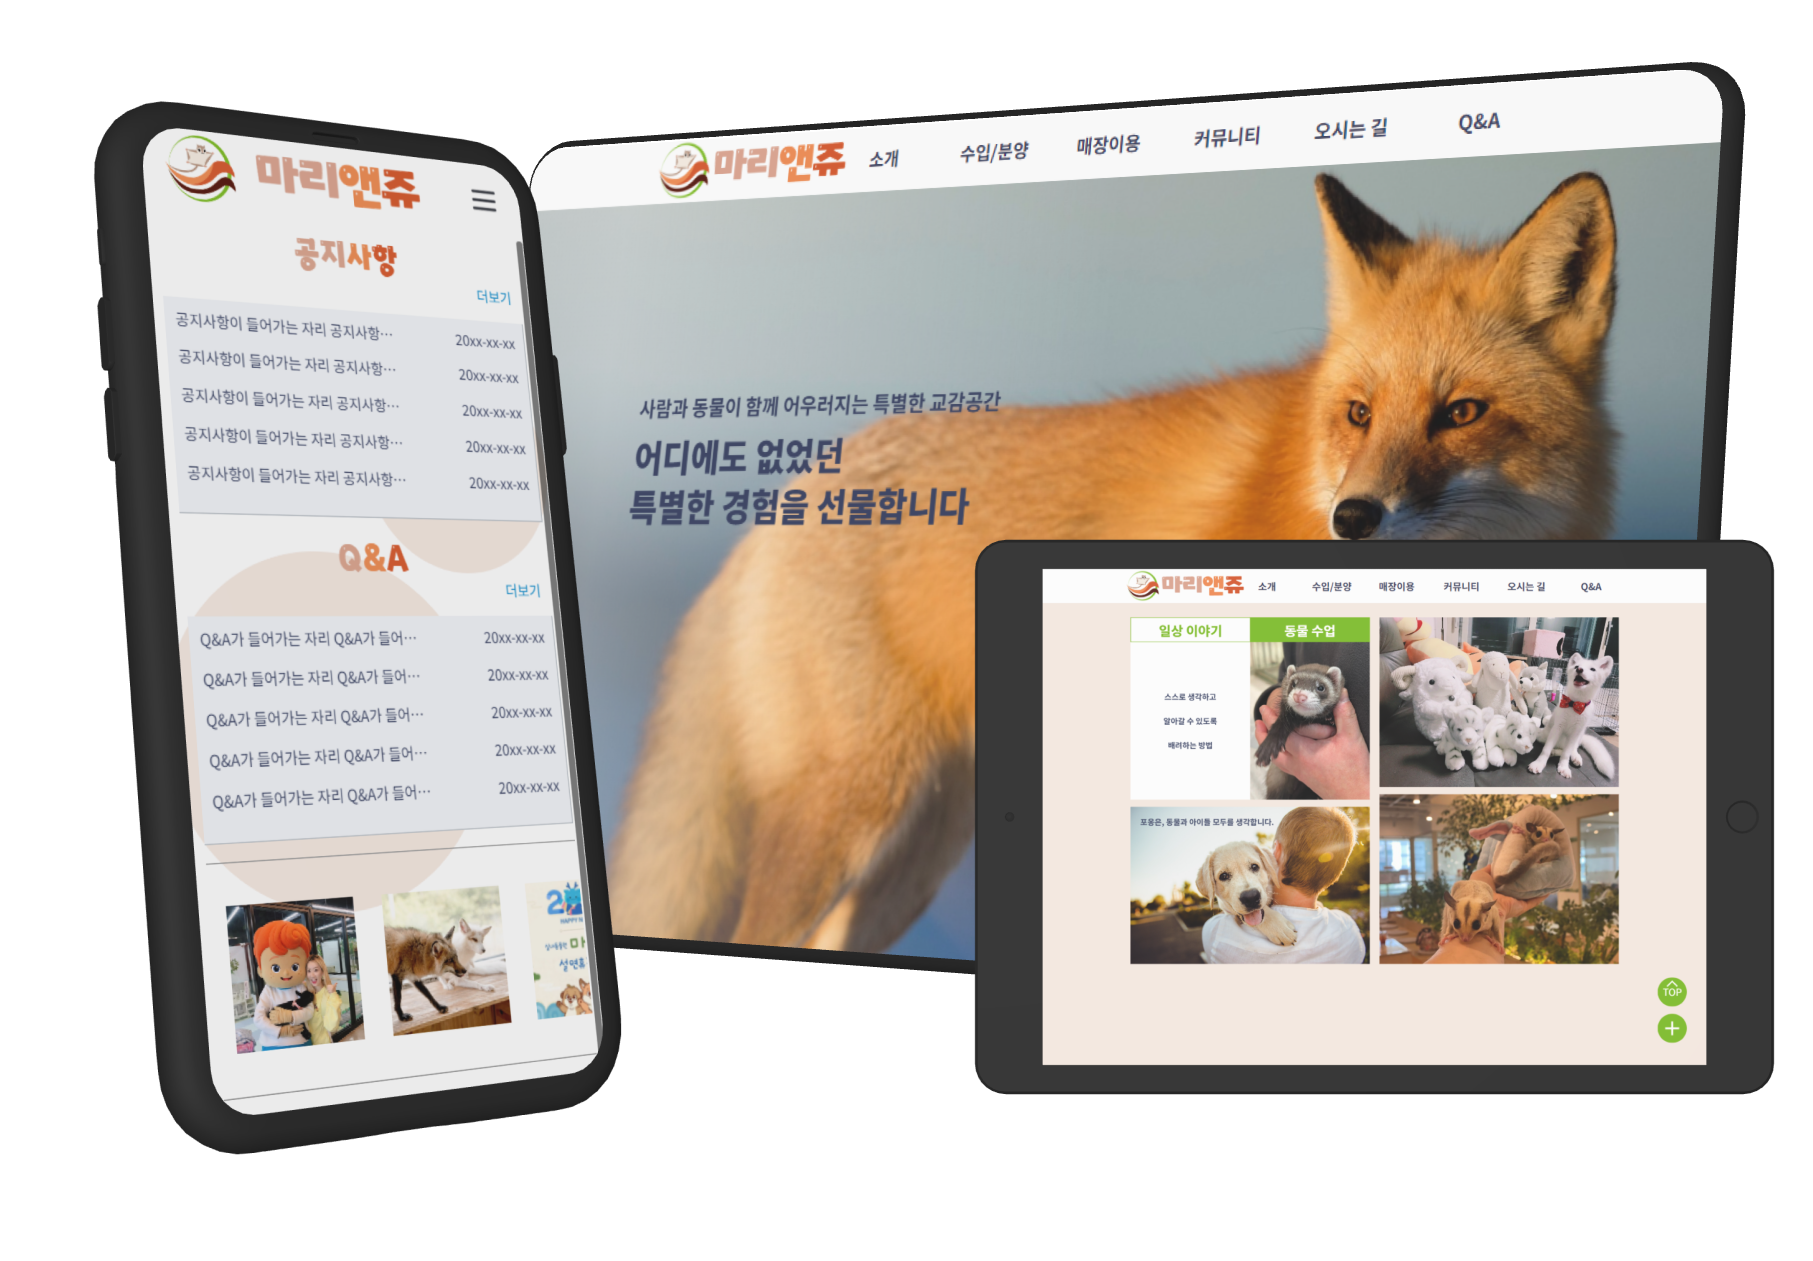 마리앤쥬
공지사항
더보기
공지사항이 들어가는 자리 공지사항··· 20xx-xx-xx
공지사항이 들어가는 자리 공지사항··· 20xx-xx-xx
공지사항이 들어가는 자리 공지사항··· 20xx-xx-xx
공지사항이 들어가는 자리 공지사항··· 20xx-xx-xx
공지사항이 들어가는 자리 공지사항··· 20xx-xx-xx
Q&A
더보기
Q&A가 들어가는 자리 Q&A가 들어··· 20xx-xx-xx
Q&A가 들어가는 자리 Q&A가 들어··· 20xx-xx-xx
Q&A가 들어가는 자리 Q&A가 들어··· 20xx-xx-xx
Q&A가 들어가는 자리 Q&A가 들어··· 20xx-xx-xx
Q&A가 들어가는 자리 Q&A가 들어··· 20xx-xx-xx
2
HAPPY N
마
설연휴
마리앤쥬 소개 수입/분양 매장이용 커뮤니티 오시는 길 Q&A
사람과 동물이 함께 어우러지는 특별한 교감공간
어디에도 없었던
특별한 경험을 선물합니다
마리앤쥬 소개 수입/분양 매장이용 커뮤니티 오시는 길 Q&A
일상 이야기 동물 수업
스스로 생각하고
알아갈 수 있도록
배려하는 방법
포옹은, 동물과 아이들 모두를 생각합니다.
TOP